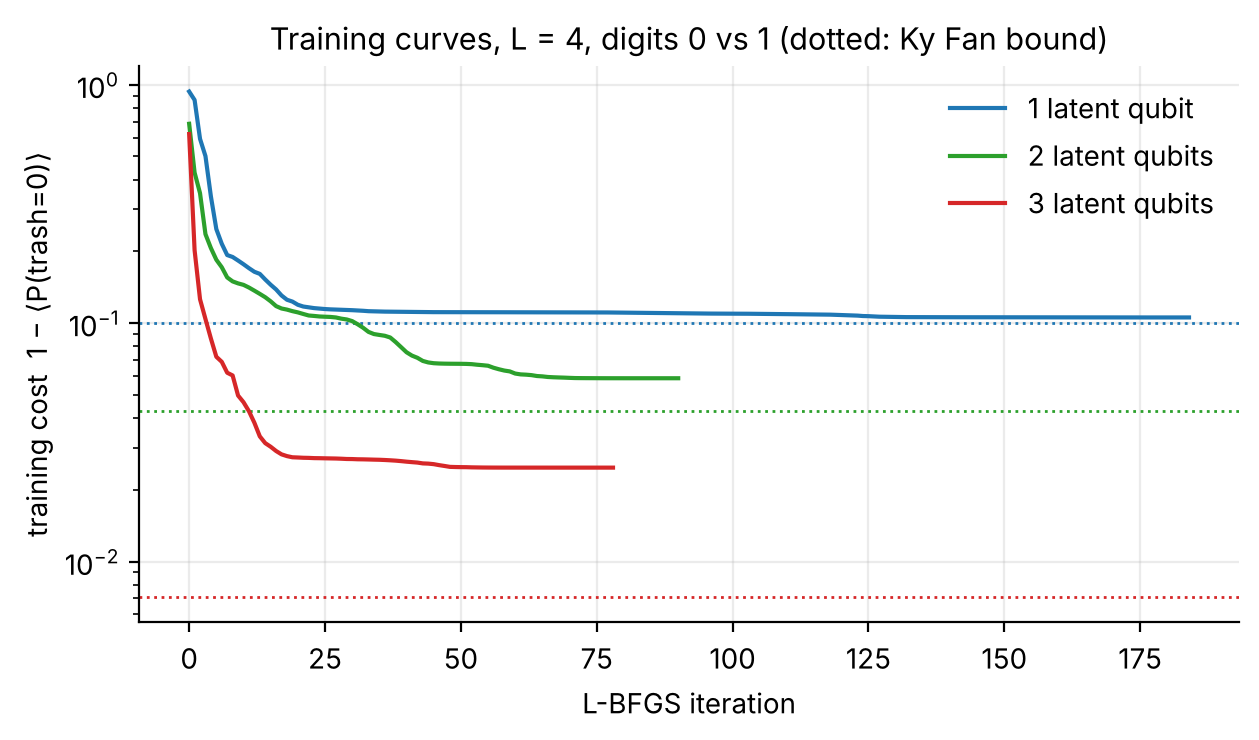 Training curves, L = 4, digits 0 vs 1 (dotted: Ky Fan bound)
training cost 1 − ⟨P(trash=0)⟩
10⁰
10⁻¹
10⁻²
1 latent qubit
2 latent qubits
3 latent qubits
0 25 50 75 100 125 150 175
L-BFGS iteration